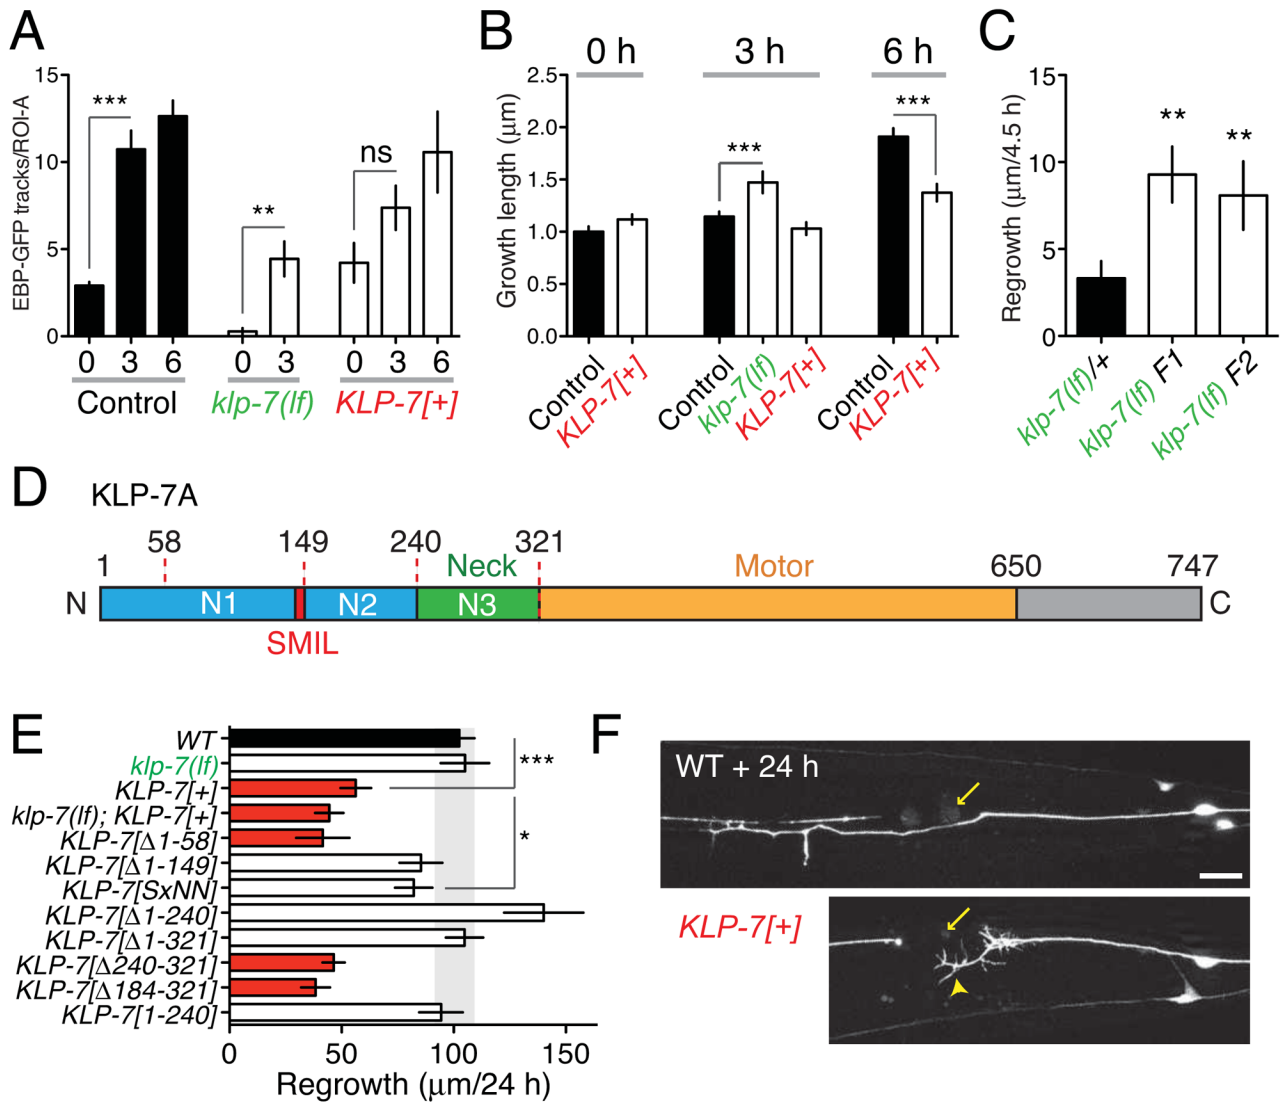 A
EBP-GFP tracks/ROI-A
15
10
5
0
***
**
ns
0 3 6 0 3 0 3 6
Control klp-7(lf) KLP-7[+]
B
0 h 3 h 6 h
Growth length (μm)
2.5
2.0
1.5
1.0
0.5
0.0
***
***
Control
KLP-7[+]
Control
klp-7(lf)
KLP-7[+]
Control
KLP-7[+]
C
Regrowth (μm/4.5 h)
15
10
5
0
**
**
klp-7(lf)/+
klp-7(lf) F1
klp-7(lf) F2
D
KLP-7A
1 58 149 240 321 650 747
Neck Motor
N N1 N2 N3 C
SMIL
E
WT
klp-7(lf)
KLP-7[+]
klp-7(lf); KLP-7[+]
KLP-7[Δ1-58]
KLP-7[Δ1-149]
KLP-7[SxNN]
KLP-7[Δ1-240]
KLP-7[Δ1-321]
KLP-7[Δ240-321]
KLP-7[Δ184-321]
KLP-7[1-240]
***
*
0 50 100 150
Regrowth (μm/24 h)
F
WT + 24 h
KLP-7[+]